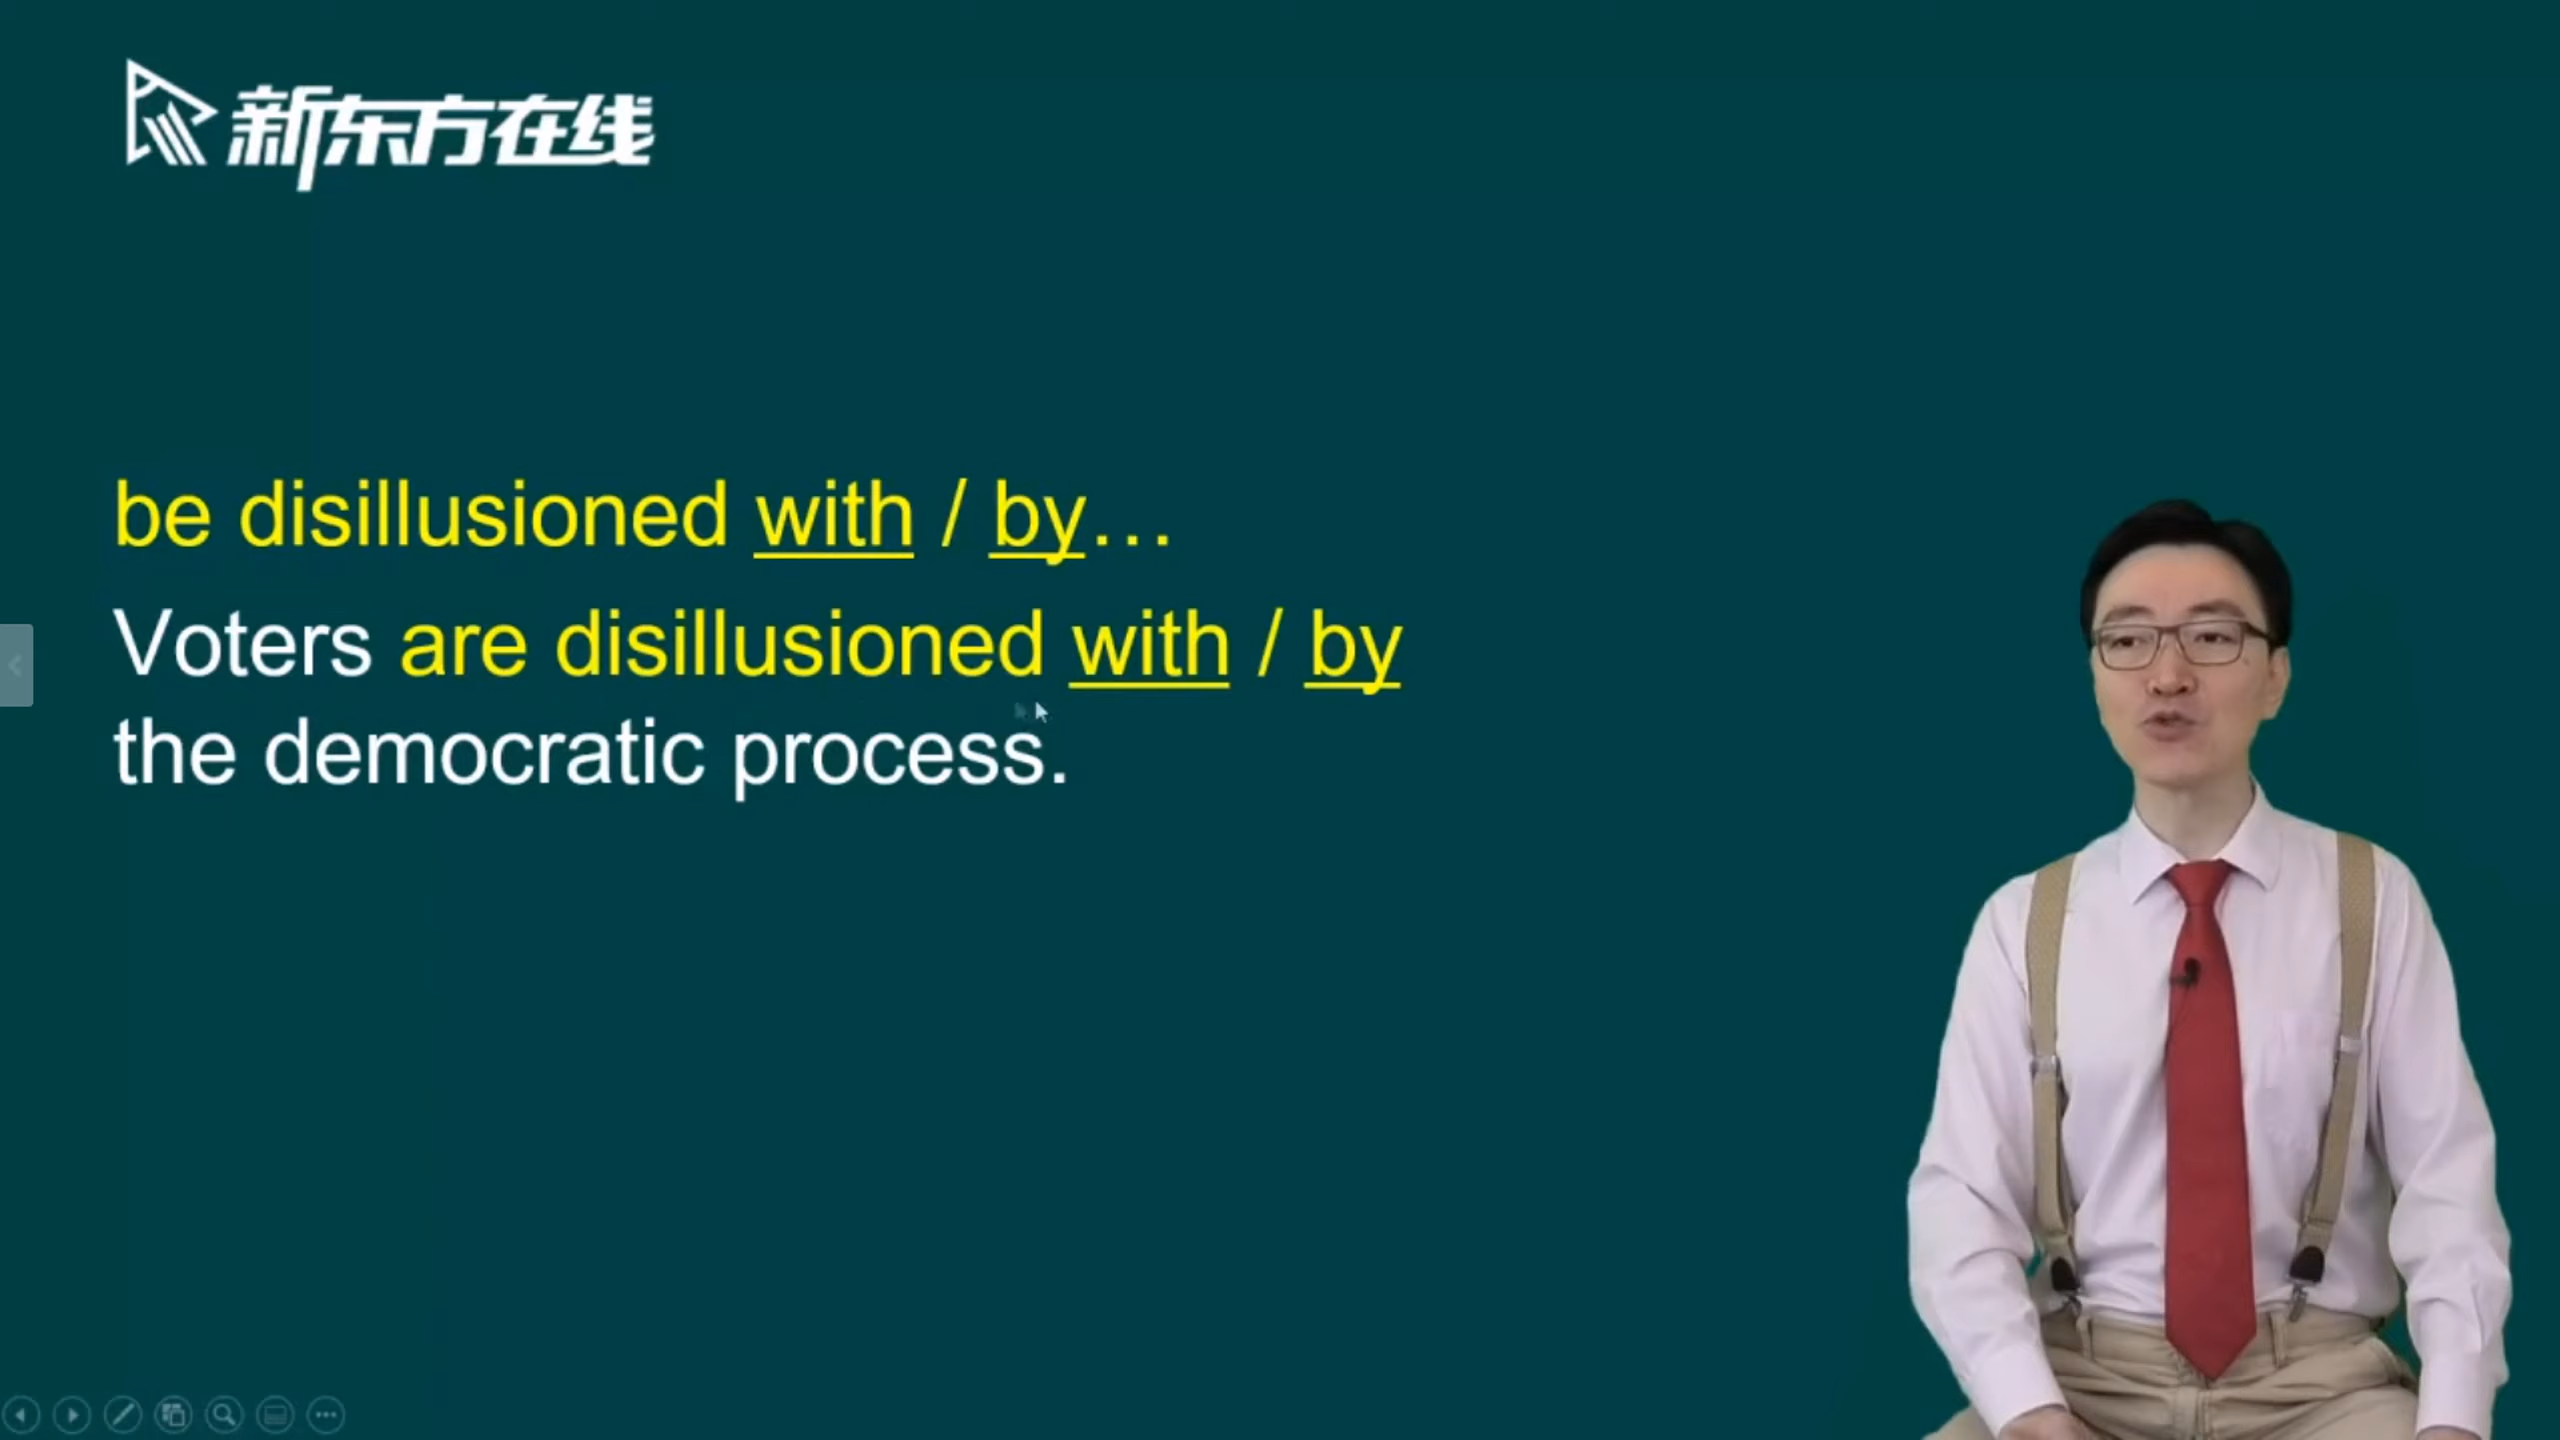 新东方在线
be disillusioned with / by…
Voters are disillusioned with / by
the democratic process.